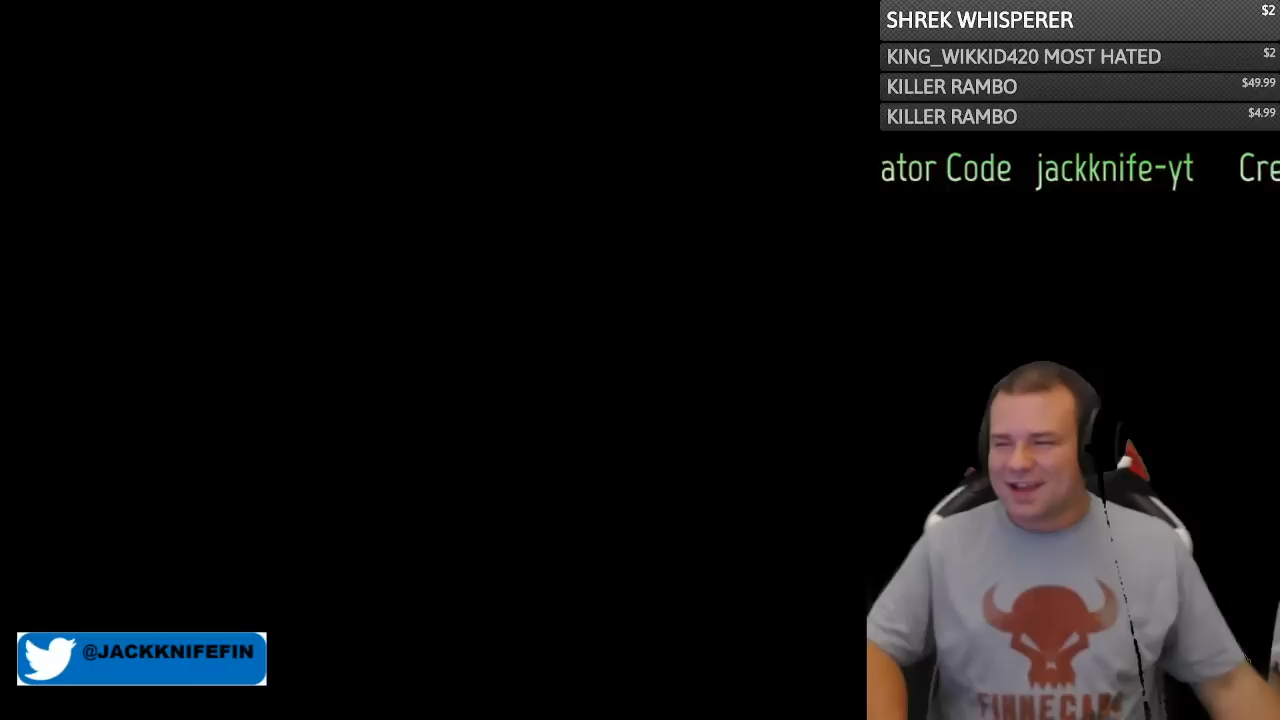 SHREK WHISPERER $2
KING_WIKKID420 MOST HATED $2
KILLER RAMBO $49.99
KILLER RAMBO $4.99
ator Code jackknife-yt Cre
@JACKKNIFEFIN